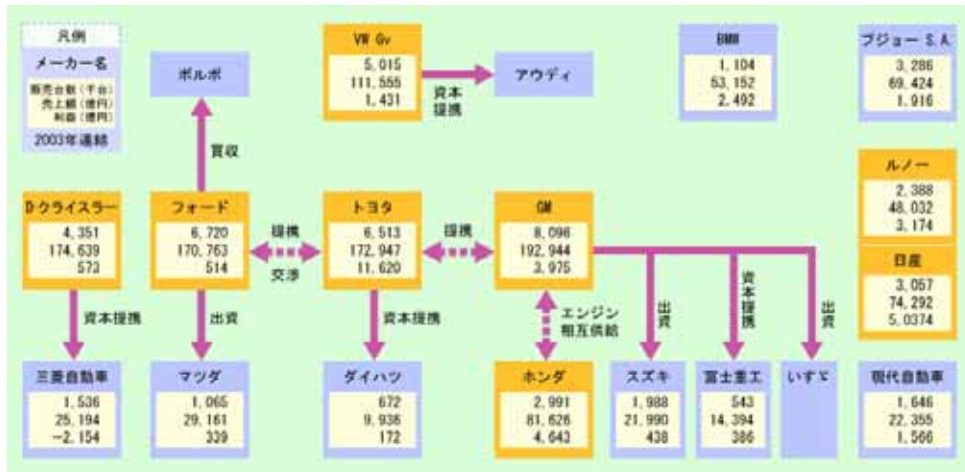 凡例
メーカー名
販売台数(千台)
売上額(億円)
利益(億円)
2003年連結
ボルボ
VW Gv
5,015
111,555
1,431
資本
提携
アウディ
BMW
1,104
53,152
2,492
プジョー S.A.
3,286
69,424
1,916
買収
D-クライスラー
4,351
174,639
573
フォード
6,720
170,763
514
提携
交渉
トヨタ
6,513
172,947
11,620
提携
GM
8,096
192,944
3,975
ルノー
2,388
48,032
3,174
日産
3,057
74,292
5,0374
資本提携
出資
資本提携
エンジン
相互供給
出資
資本提携
出資
三菱自動車
1,536
25,194
-2,154
マツダ
1,065
29,161
339
ダイハツ
672
9,936
172
ホンダ
2,991
81,626
4,643
スズキ
1,988
21,990
438
富士重工
543
14,394
386
いすゞ
現代自動車
1,646
22,355
1,566